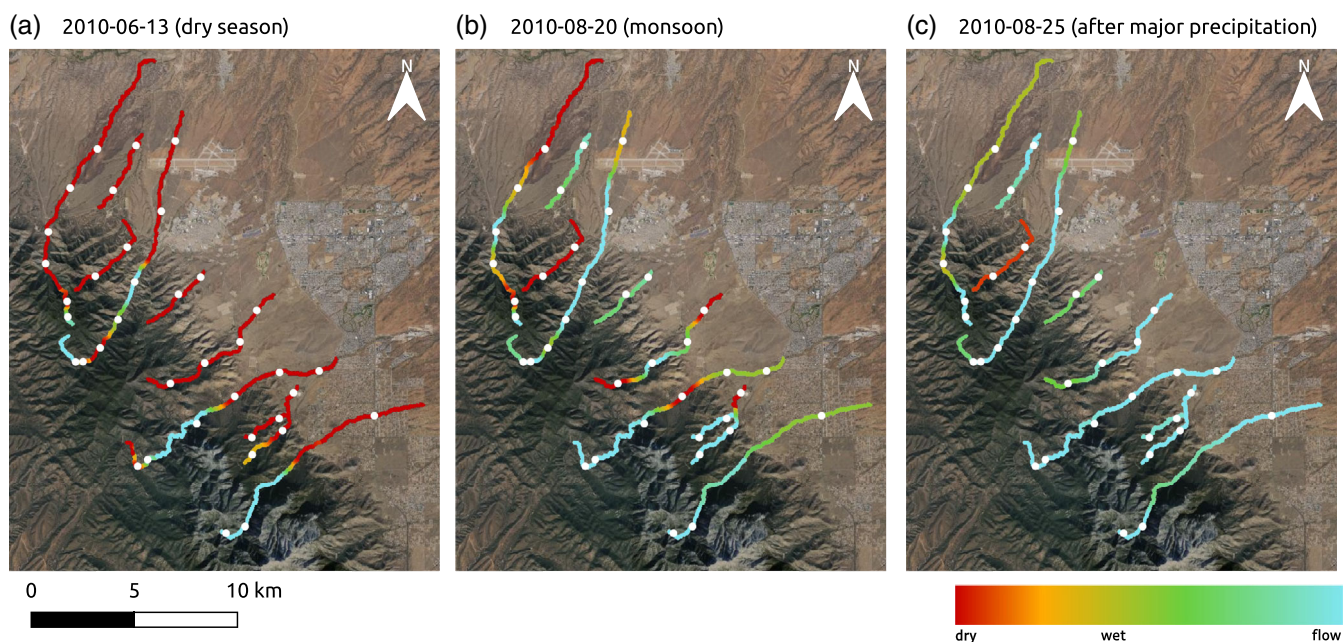 (a) 2010-06-13 (dry season)
(b) 2010-08-20 (monsoon)
(c) 2010-08-25 (after major precipitation)
N
N
N
0 5 10 km
dry wet flow